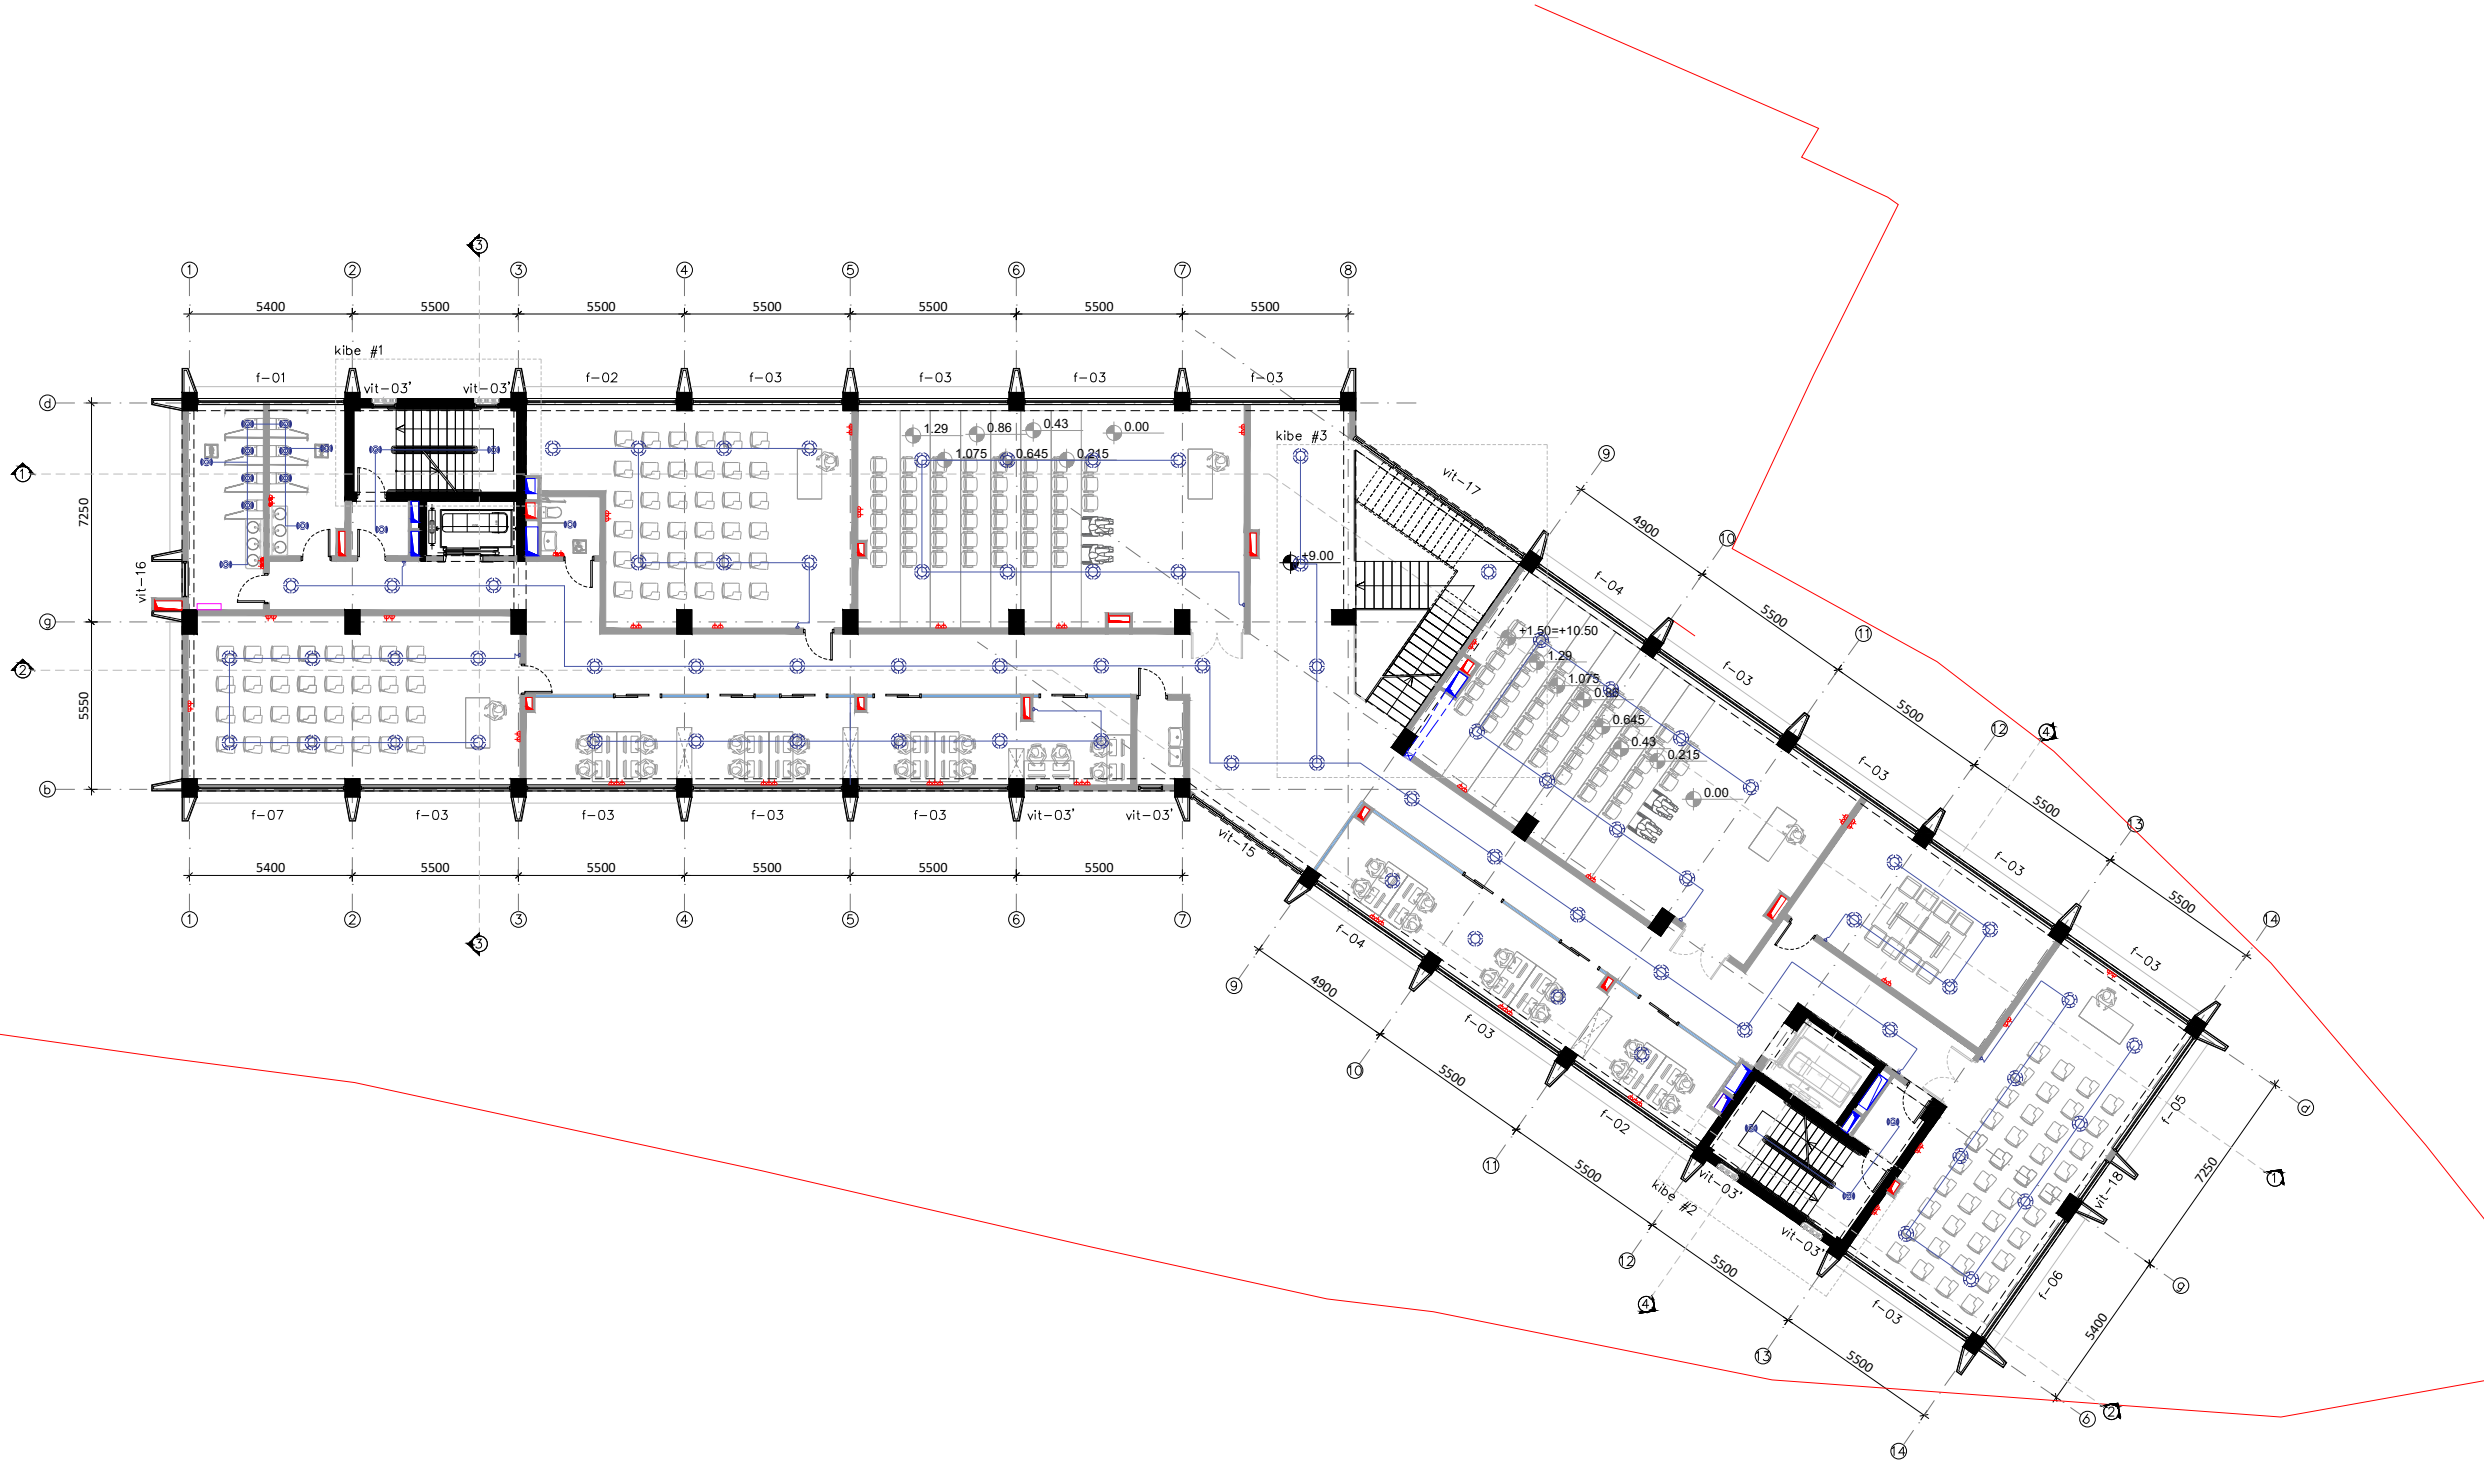 3
1 2 3 4 5 6 7 8
5400 5500 5500 5500 5500 5500 5500
kibe #1
f-01 vit-03' vit-03' f-02 f-03 f-03 f-03 f-03
d
1.29 0.86 0.43 0.00
1.075 0.645 0.215
kibe #3
vit-17
9
1
7250
4900
10
+9.00
vit-16
f-04
5500
11
g
+1.50=+10.50
1.29
1.075
0.86
0.645
0.43
0.215
0.00
2
f-03
5500
12
4
5550
f-03
5500
13
b
f-07 f-03 f-03 f-03 f-03 vit-03' vit-03'
vit-15
f-03
5500
14
5400 5500 5500 5500 5500 5500
1 2 3 4 5 6 7
3
f-04
f-03
9
4900
f-03
10
5500
f-02
f-05
d
11
5500
vit-03'
kibe #2
vit-03'
vit-18
7250
1
12
5500
f-06
g
4
f-03
5400
13
5500
2
6
14